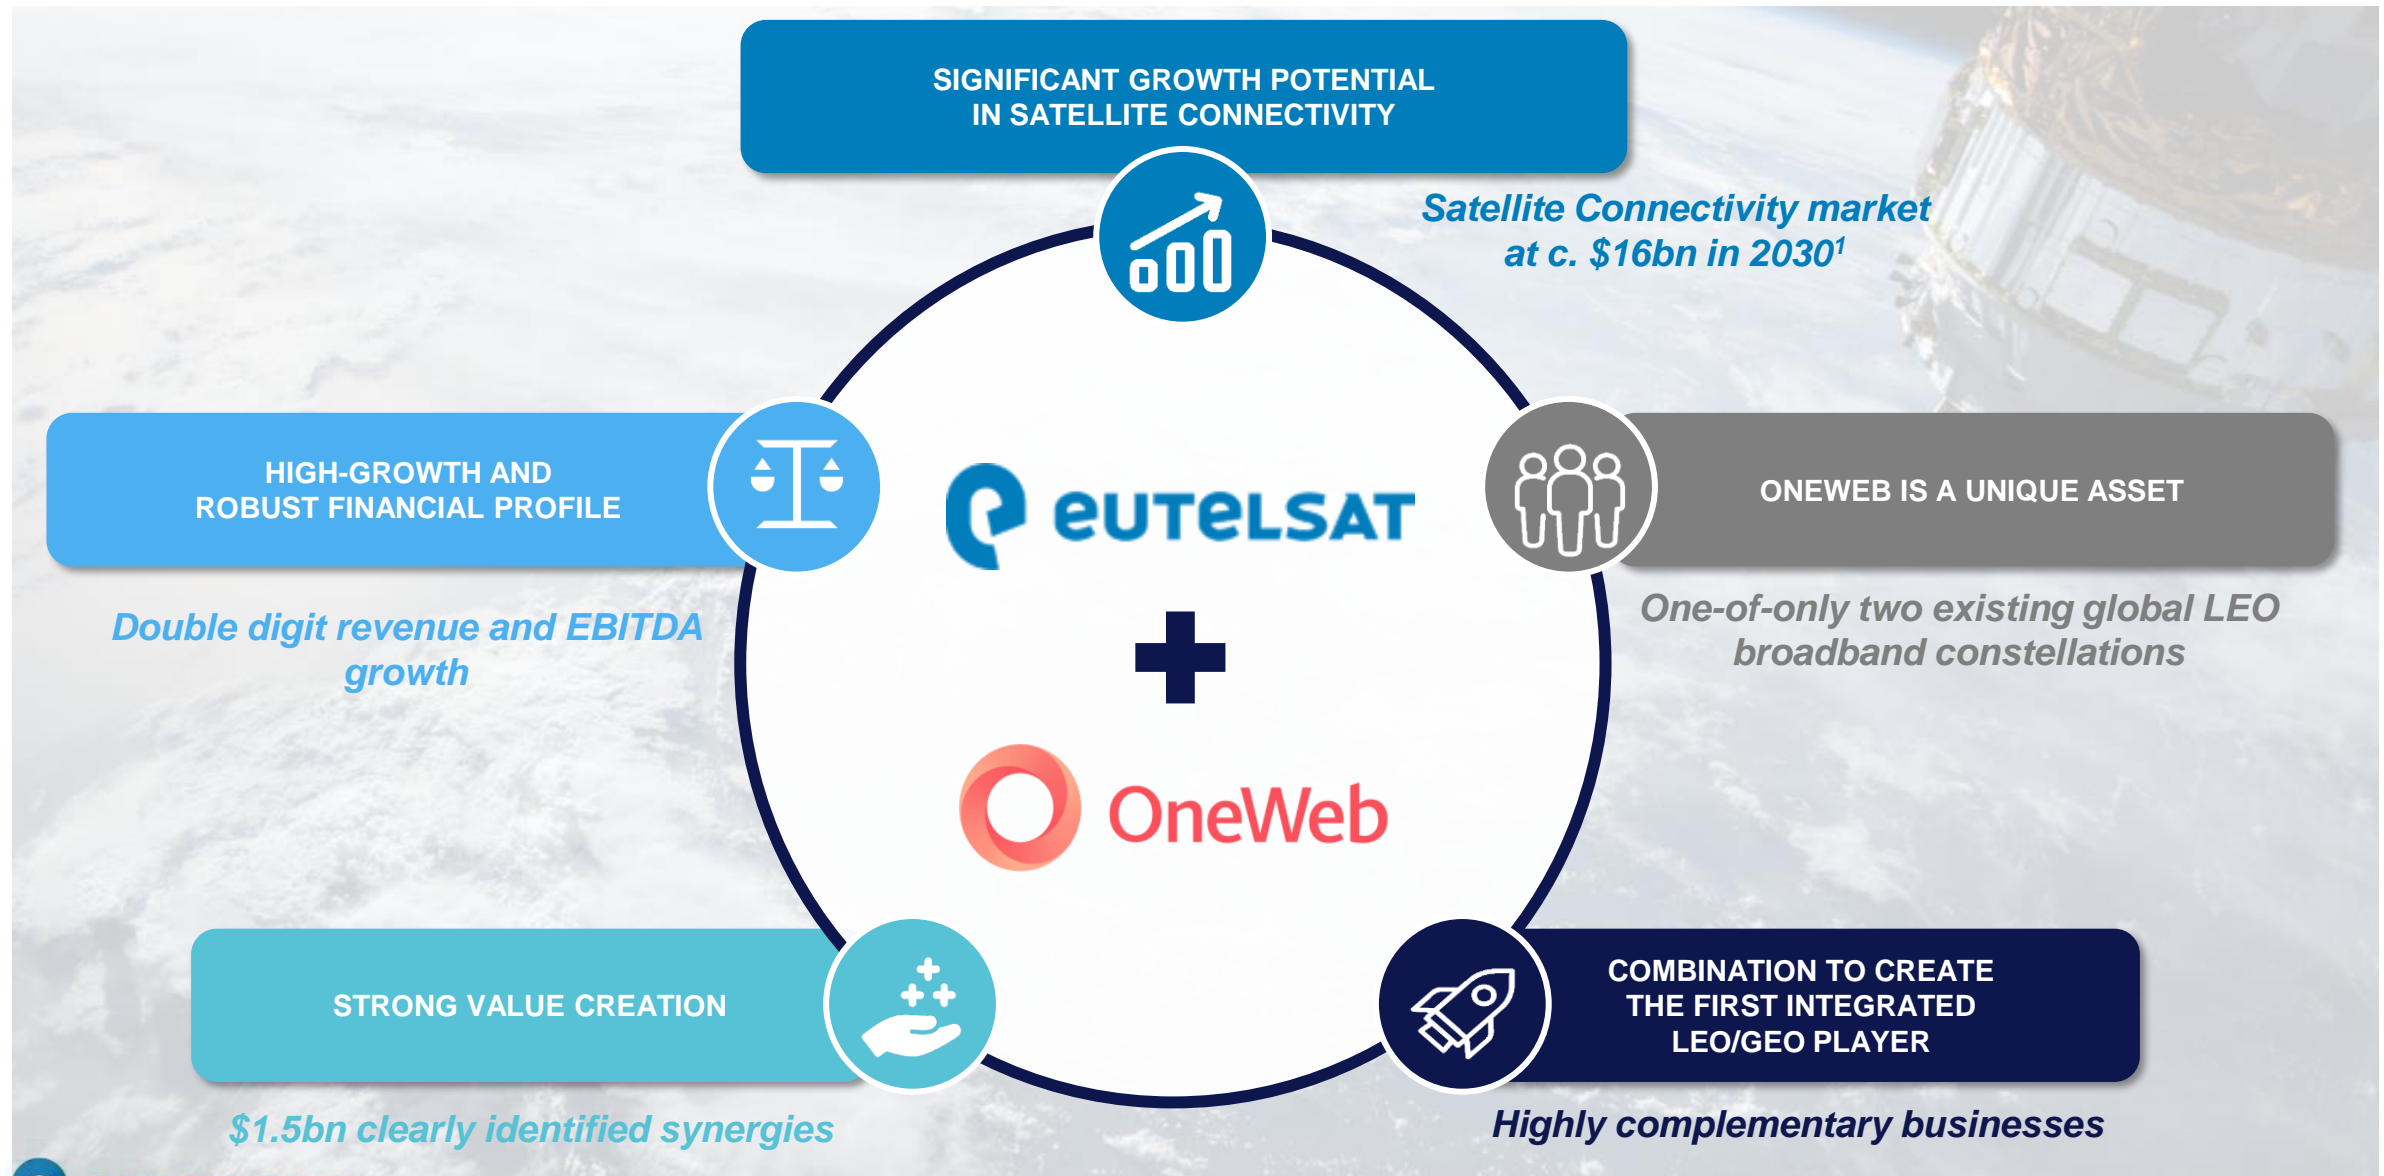 SIGNIFICANT GROWTH POTENTIAL
IN SATELLITE CONNECTIVITY
Satellite Connectivity market
at c. $16bn in 2030¹
HIGH-GROWTH AND
ROBUST FINANCIAL PROFILE
Double digit revenue and EBITDA
growth
eUTeLSAT
ONEWEB IS A UNIQUE ASSET
One-of-only two existing global LEO
broadband constellations
OneWeb
STRONG VALUE CREATION
$1.5bn clearly identified synergies
COMBINATION TO CREATE
THE FIRST INTEGRATED
LEO/GEO PLAYER
Highly complementary businesses